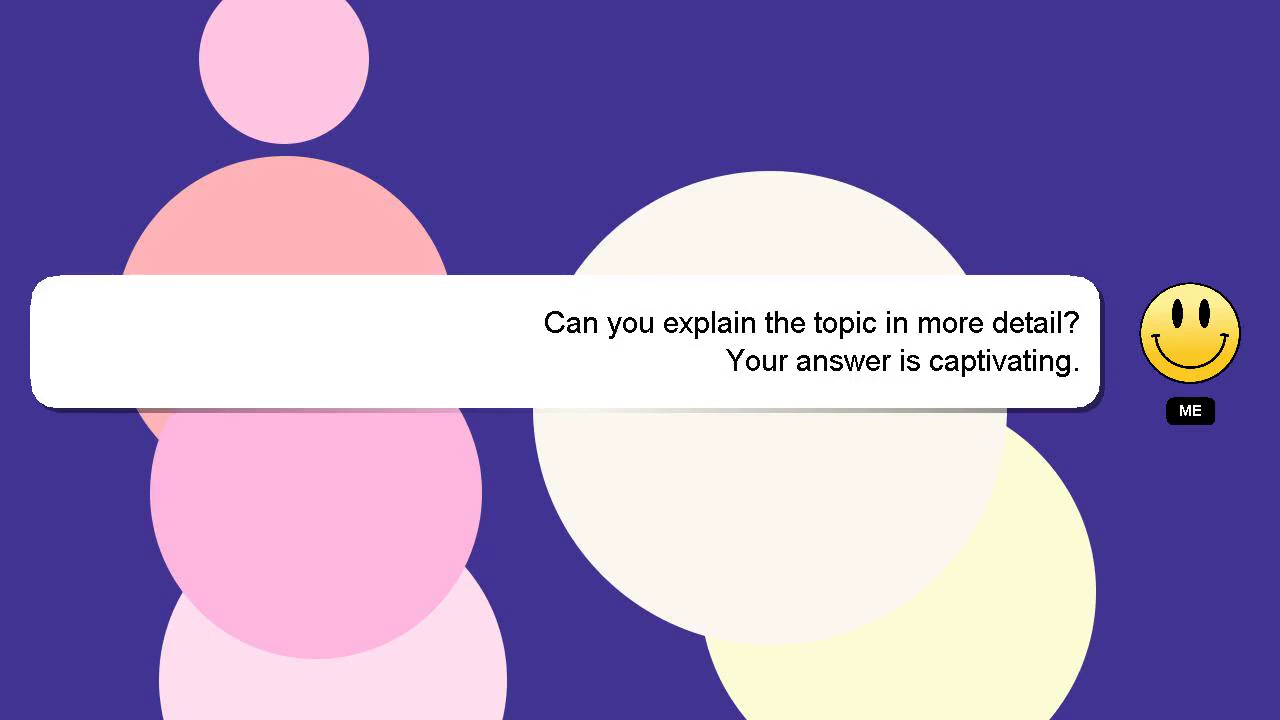 Can you explain the topic in more detail?
Your answer is captivating.
ME